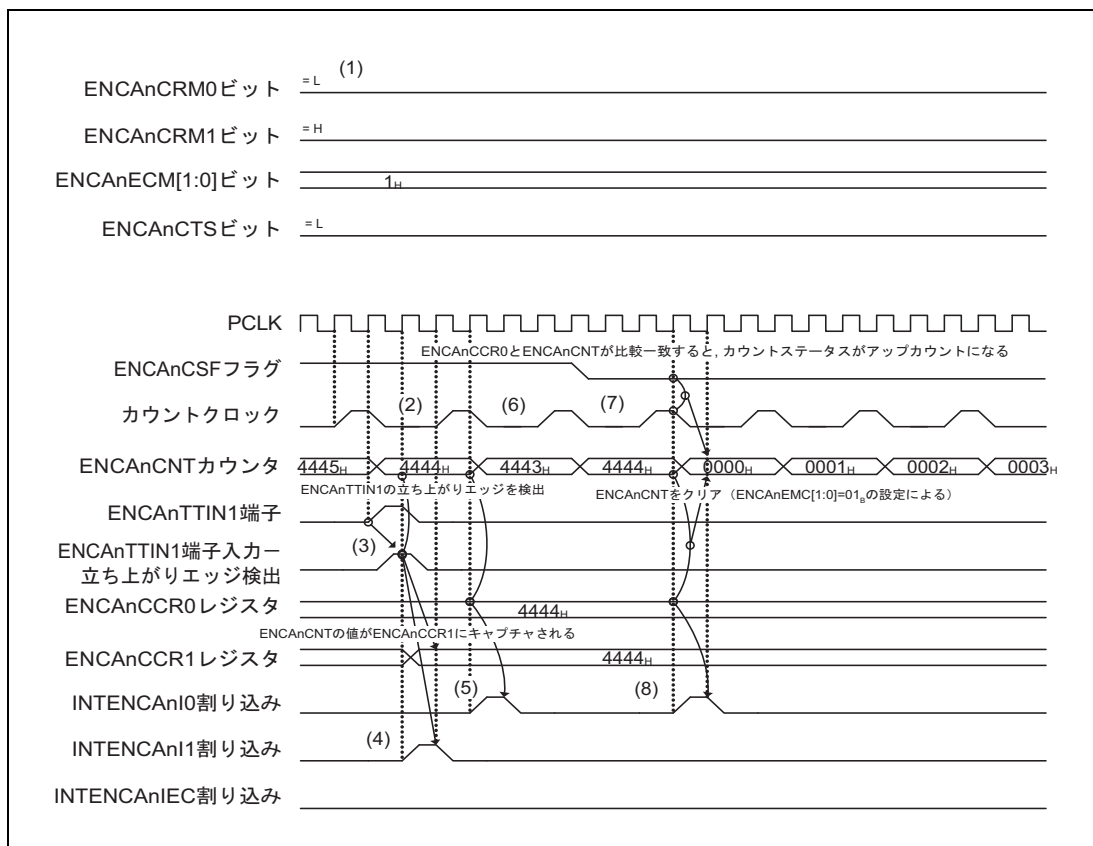 (1)
ENCAnCRM0ビット = L
ENCAnCRM1ビット = H
ENCAnECM[1:0]ビット 1H
ENCAnCTSビット = L
PCLK
ENCAnCCR0とENCAnCNTが比較一致すると, カウントステータスがアップカウントになる
ENCAnCSFフラグ
カウントクロック (2) (6) (7)
ENCAnCNTカウンタ 4445H 4444H 4443H 4444H 0000H 0001H 0002H 0003H
ENCAnTTIN1の立ち上がりエッジを検出 ENCAnCNTをクリア（ENCAnEMC[1:0]=01Bの設定による）
ENCAnTTIN1端子
(3)
ENCAnTTIN1端子入力ー
立ち上がりエッジ検出
ENCAnCCR0レジスタ 4444H
ENCAnCNTの値がENCAnCCR1にキャプチャされる
ENCAnCCR1レジスタ 4444H
INTENCAnI0割り込み (5) (8)
INTENCAnI1割り込み (4)
INTENCAnIEC割り込み